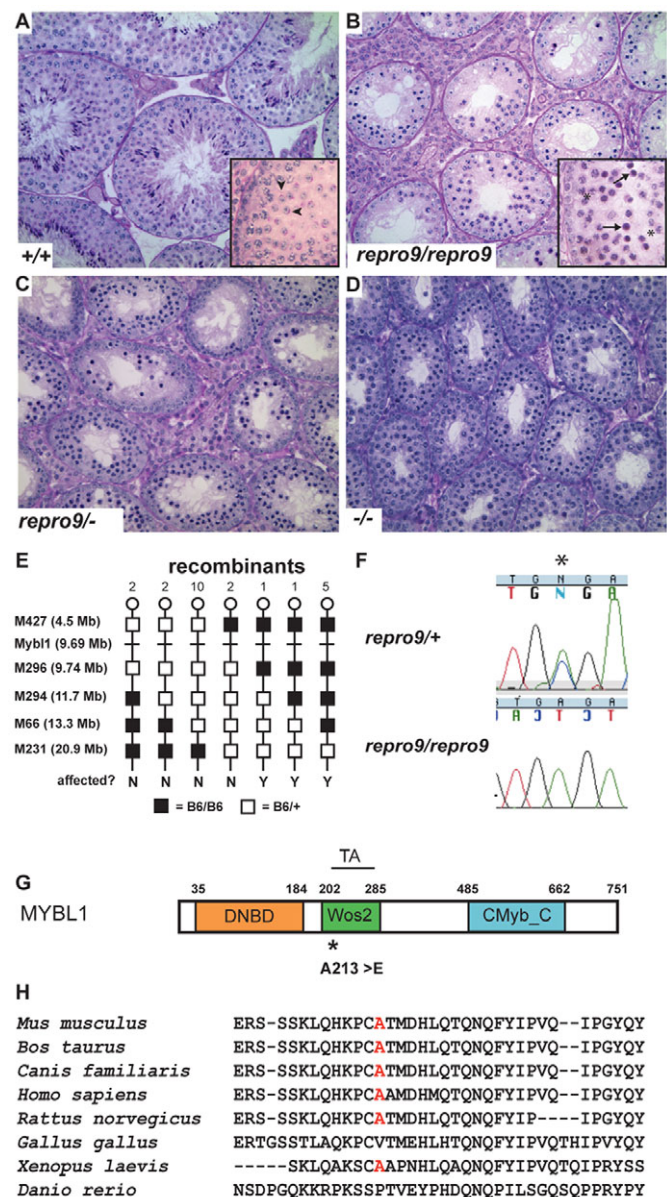 A
+/+
B
repro9/repro9
C
repro9/-
D
-/-
E
recombinants
2 2 10 2 1 1 5
M427 (4.5 Mb)
Mybl1 (9.69 Mb)
M296 (9.74 Mb)
M294 (11.7 Mb)
M66 (13.3 Mb)
M231 (20.9 Mb)
affected? N N N N Y Y Y
= B6/B6 = B6/+
F
*
T G N G A
T G N G A
repro9/+
repro9/repro9
G
TA
35 184 202 285 485 662 751
MYBL1 DNBD Wos2 CMyb_C
*
A213 >E
H
Mus musculus ERS-SSKLQHKPCATMDHLQTQNQFYIPVQ--IPGYQY
Bos taurus ERS-SSKLQHKPCATMDHLQTQNQFYIPVQ--IPGYQY
Canis familiaris ERS-SSKLQHKPCATMDHLQTQNQFYIPVQ--IPGYQY
Homo sapiens ERS-SSKLQHKPCAAMDHMQTQNQFYIPVQ--IPGYQY
Rattus norvegicus ERS-SSKLQHKPCATMDHLQTQNQFYIP----IPGYQY
Gallus gallus ERTGSSTLAQKPCVTMEHLHTQNQFYIPVQTHIPVYQY
Xenopus laevis -----SKLQAKSCAAPNHLQAQNQFYIPVQTQIPRYSS
Danio rerio NSDPGQKKRPKSSPTVEYPHDQNQPILSGQSQPPRYPY